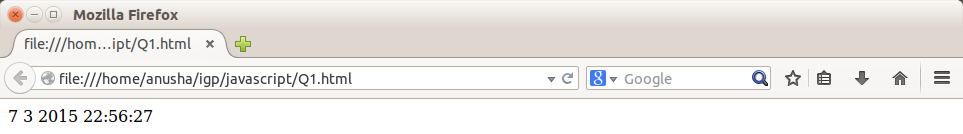 Mozilla Firefox
file:///hom...ipt/Q1.html
file:///home/anusha/igp/javascript/Q1.html
Google
7 3 2015 22:56:27